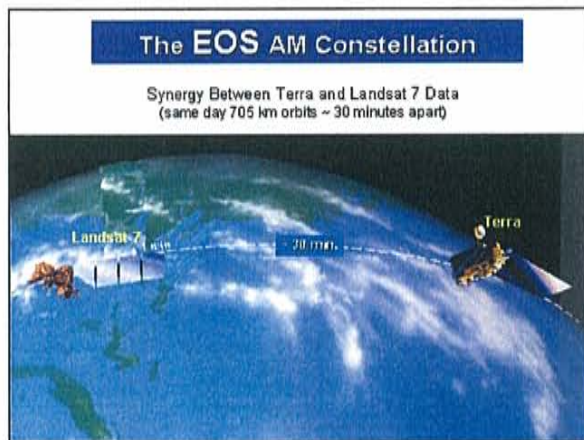 The EOS AM Constellation
Synergy Between Terra and Landsat 7 Data
(same day 705 km orbits ~ 30 minutes apart)
Terra
Landsat 7
min.